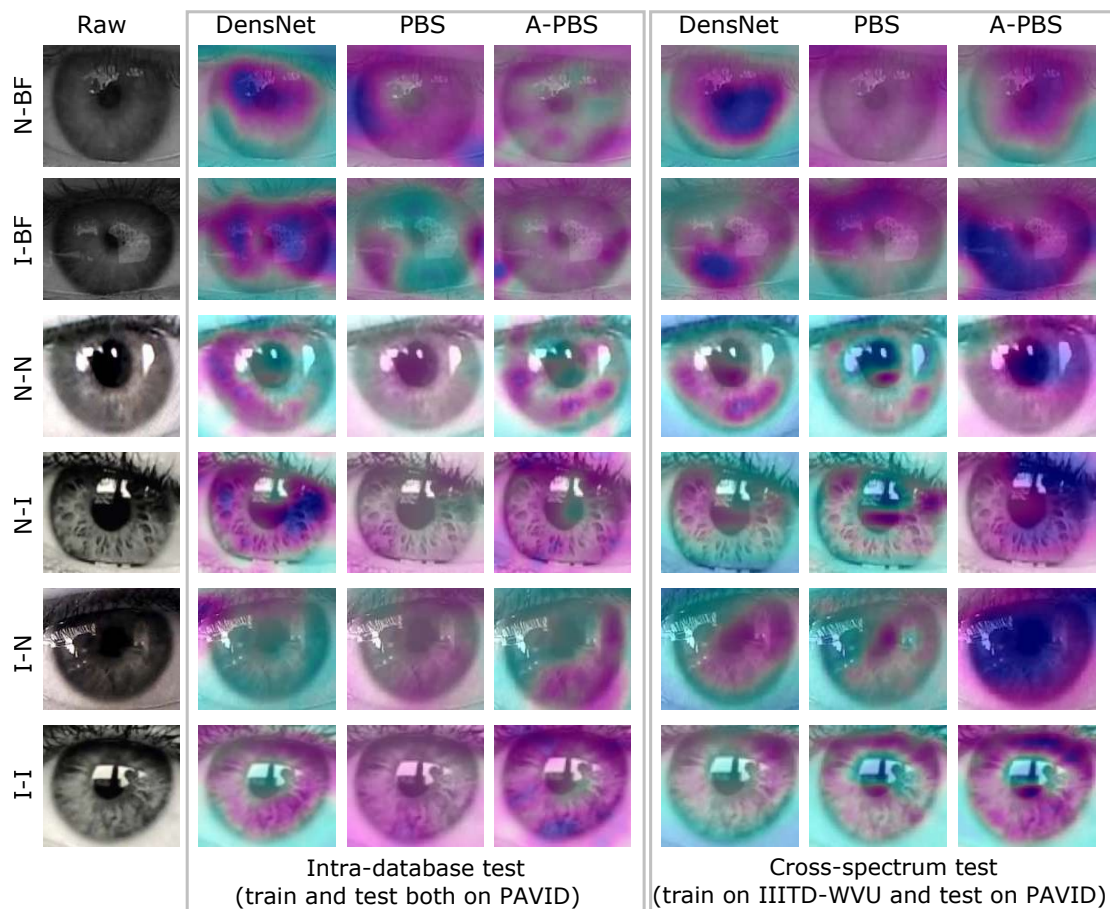 Raw DensNet PBS A-PBS DensNet PBS A-PBS
N-BF
I-BF
N-N
N-I
I-N
I-I
Intra-database test
(train and test both on PAVID)
Cross-spectrum test
(train on IIITD-WVU and test on PAVID)